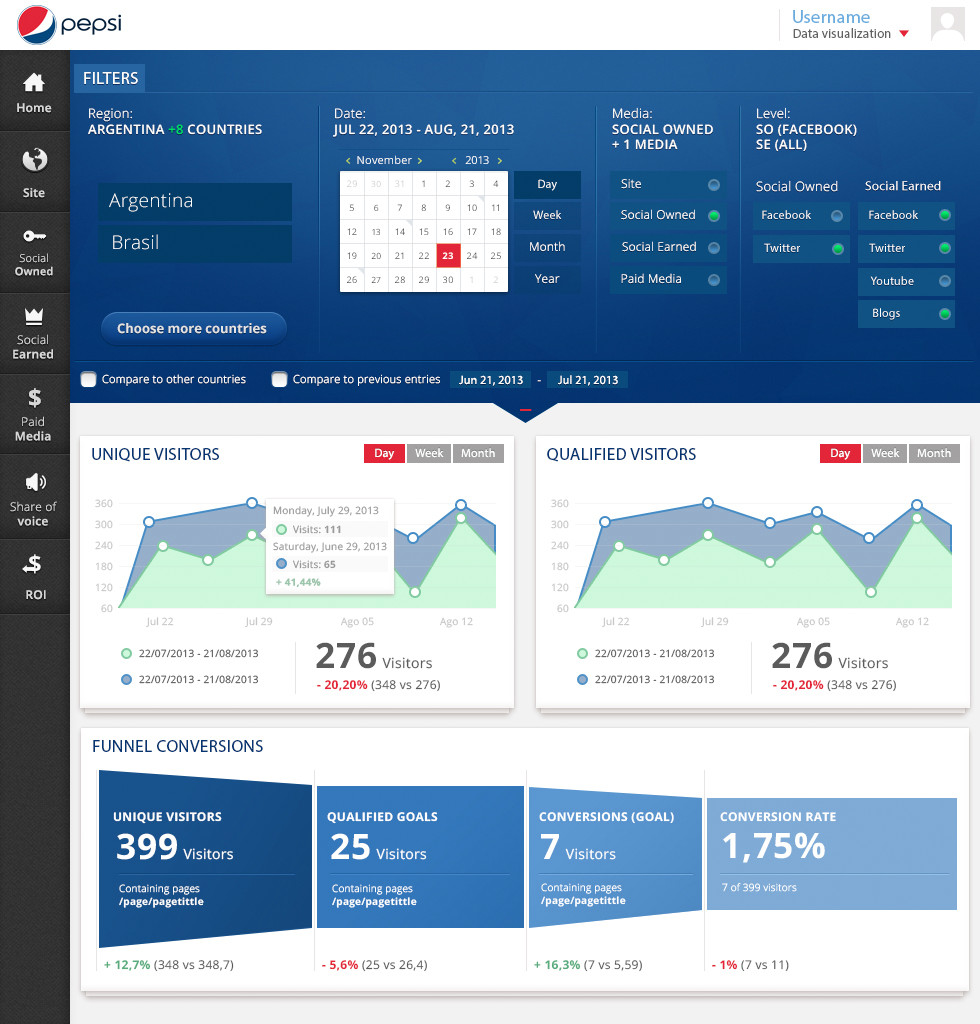 pepsi
Username
Data visualization
Home
Site
Social
Owned
Social
Earned
$
Paid
Media
Share of
voice
$
ROI
FILTERS
Region:
ARGENTINA +8 COUNTRIES
Argentina
Brasil
Choose more countries
Date:
JUL 22, 2013 - AUG, 21, 2013
< November > < 2013 >
29 30 31 1 2 3 4
5 6 7 8 9 10 11
12 13 14 15 16 17 18
19 20 21 22 23 24 25
26 27 28 29 30 1 2
Day
Week
Month
Year
Media:
SOCIAL OWNED
+ 1 MEDIA
Site
Social Owned
Social Earned
Paid Media
Level:
SO (FACEBOOK)
SE (ALL)
Social Owned
Facebook
Twitter
Social Earned
Facebook
Twitter
Youtube
Blogs
Compare to other countries
Compare to previous entries
Jun 21, 2013 - Jul 21, 2013
UNIQUE VISITORS
Day Week Month
360
300
240
180
120
60
Jul 22 Jul 29 Ago 05 Ago 12
Monday, July 29, 2013
Visits: 111
Saturday, June 29, 2013
Visits: 65
+ 41,44%
22/07/2013 - 21/08/2013
22/07/2013 - 21/08/2013
276 Visitors
- 20,20% (348 vs 276)
QUALIFIED VISITORS
Day Week Month
360
300
240
180
120
60
Jul 22 Jul 29 Ago 05 Ago 12
22/07/2013 - 21/08/2013
22/07/2013 - 21/08/2013
276 Visitors
- 20,20% (348 vs 276)
FUNNEL CONVERSIONS
UNIQUE VISITORS
399 Visitors
Containing pages
/page/pagetittle
+ 12,7% (348 vs 348,7)
QUALIFIED GOALS
25 Visitors
Containing pages
/page/pagetittle
- 5,6% (25 vs 26,4)
CONVERSIONS (GOAL)
7 Visitors
Containing pages
/page/pagetittle
+ 16,3% (7 vs 5,59)
CONVERSION RATE
1,75%
7 of 399 visitors
- 1% (7 vs 11)